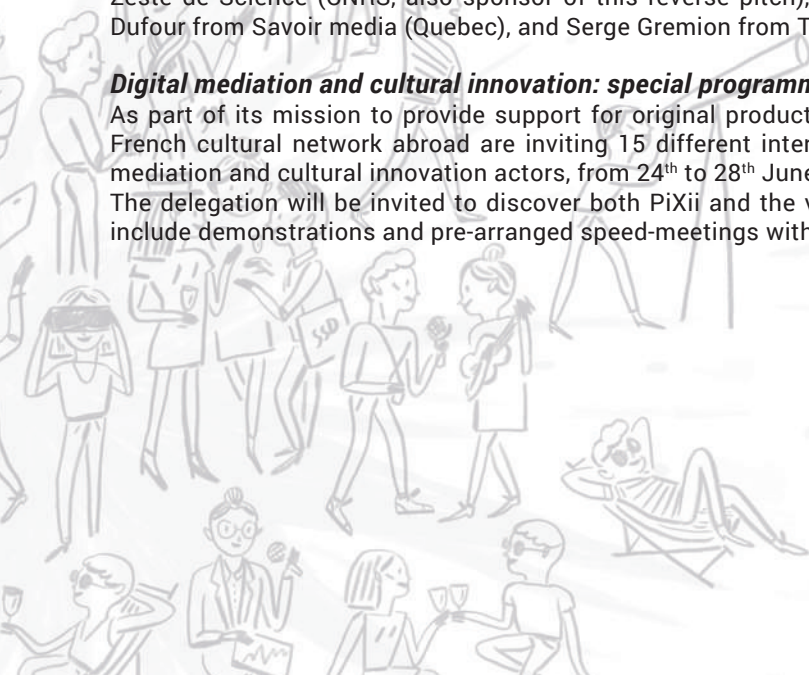 Zeste de Science (CNRS, also sponsor of this reverse pitch),
Dufour from Savoir media (Quebec), and Serge Gremion from T
Digital mediation and cultural innovation: special programm
As part of its mission to provide support for original product
French cultural network abroad are inviting 15 different inter
mediation and cultural innovation actors, from 24th to 28th June
The delegation will be invited to discover both PiXii and the v
include demonstrations and pre-arranged speed-meetings with
SSD